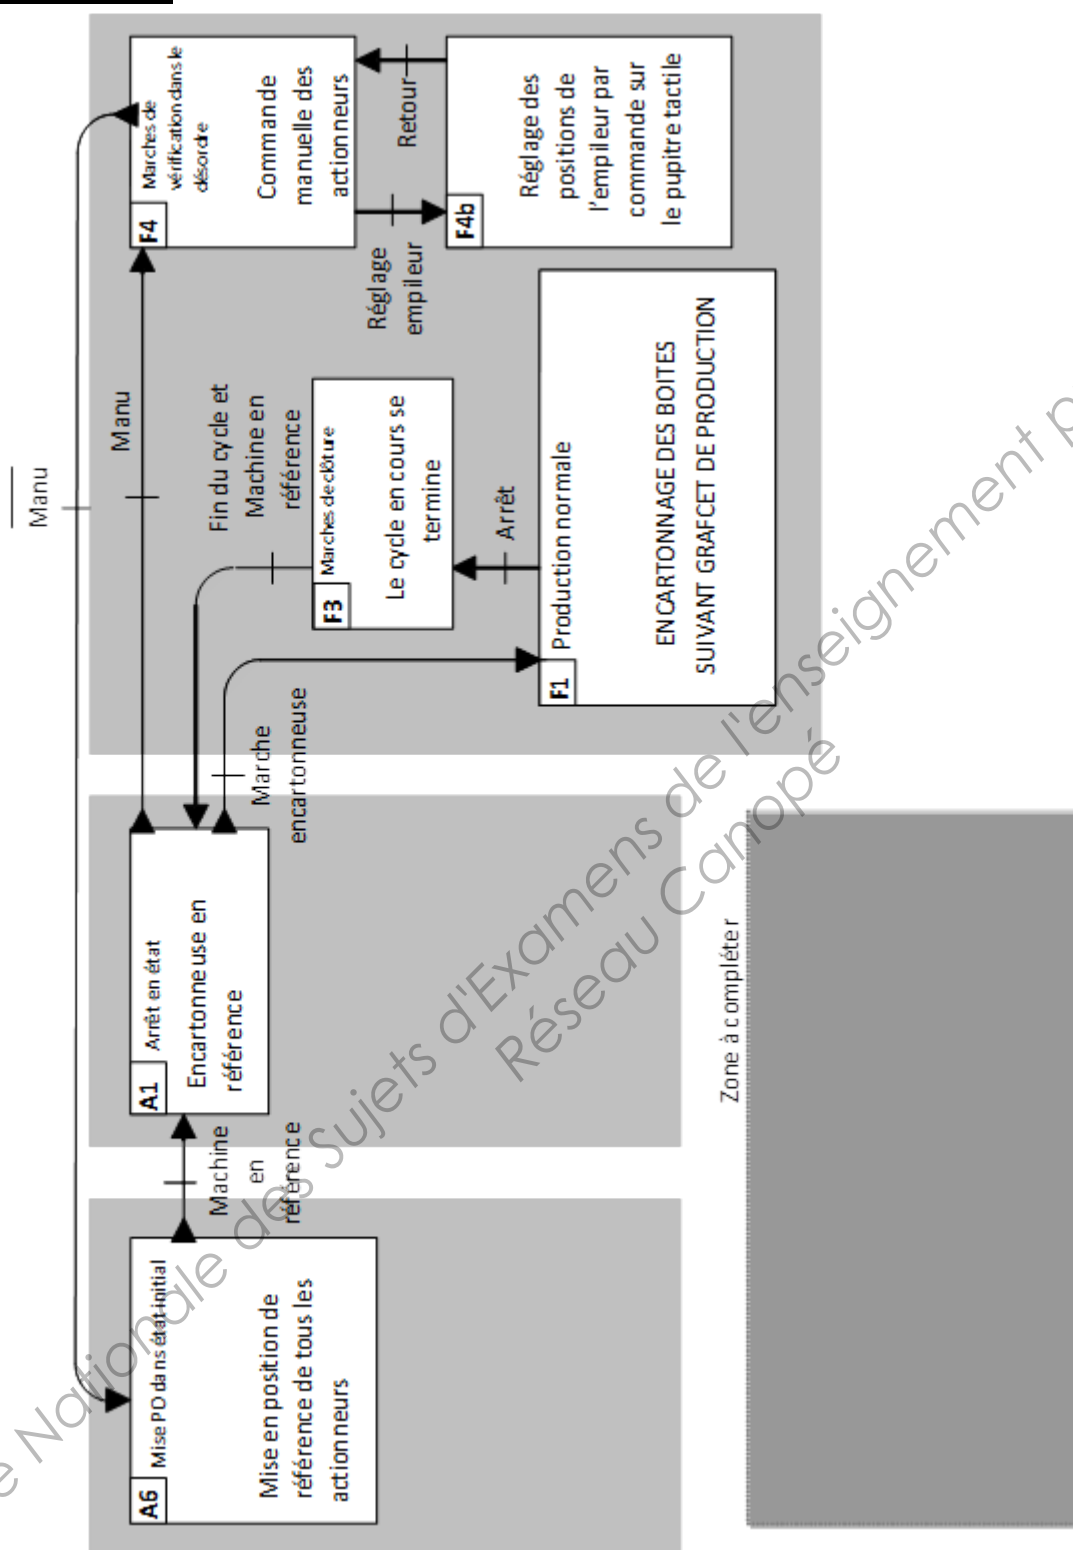 Manu
Manu
A6
Mise PO dans état initial
Mise en position de
référence de tous les
actionneurs
Machine
en
référence
A1
Arrêt en état
Encartonneuse en
référence
Marche
encartonneuse
Fin du cycle et
Machine en
référence
F3
Marches de clôture
Le cycle en cours se
termine
Arrêt
F1
Production normale
ENCARTONNAGE DES BOITES
SUIVANT GRAFCET DE PRODUCTION
F4
Marches de
vérification dans le
désordre
Commande
manuelle des
actionneurs
Réglage
empileur
Retour
F4b
Réglage des
positions de
l'empileur par
commande sur
le pupitre tactile
Zone à compléter
e Nationale des Sujets d'Examens de l'enseignement p
Réseau Canopé